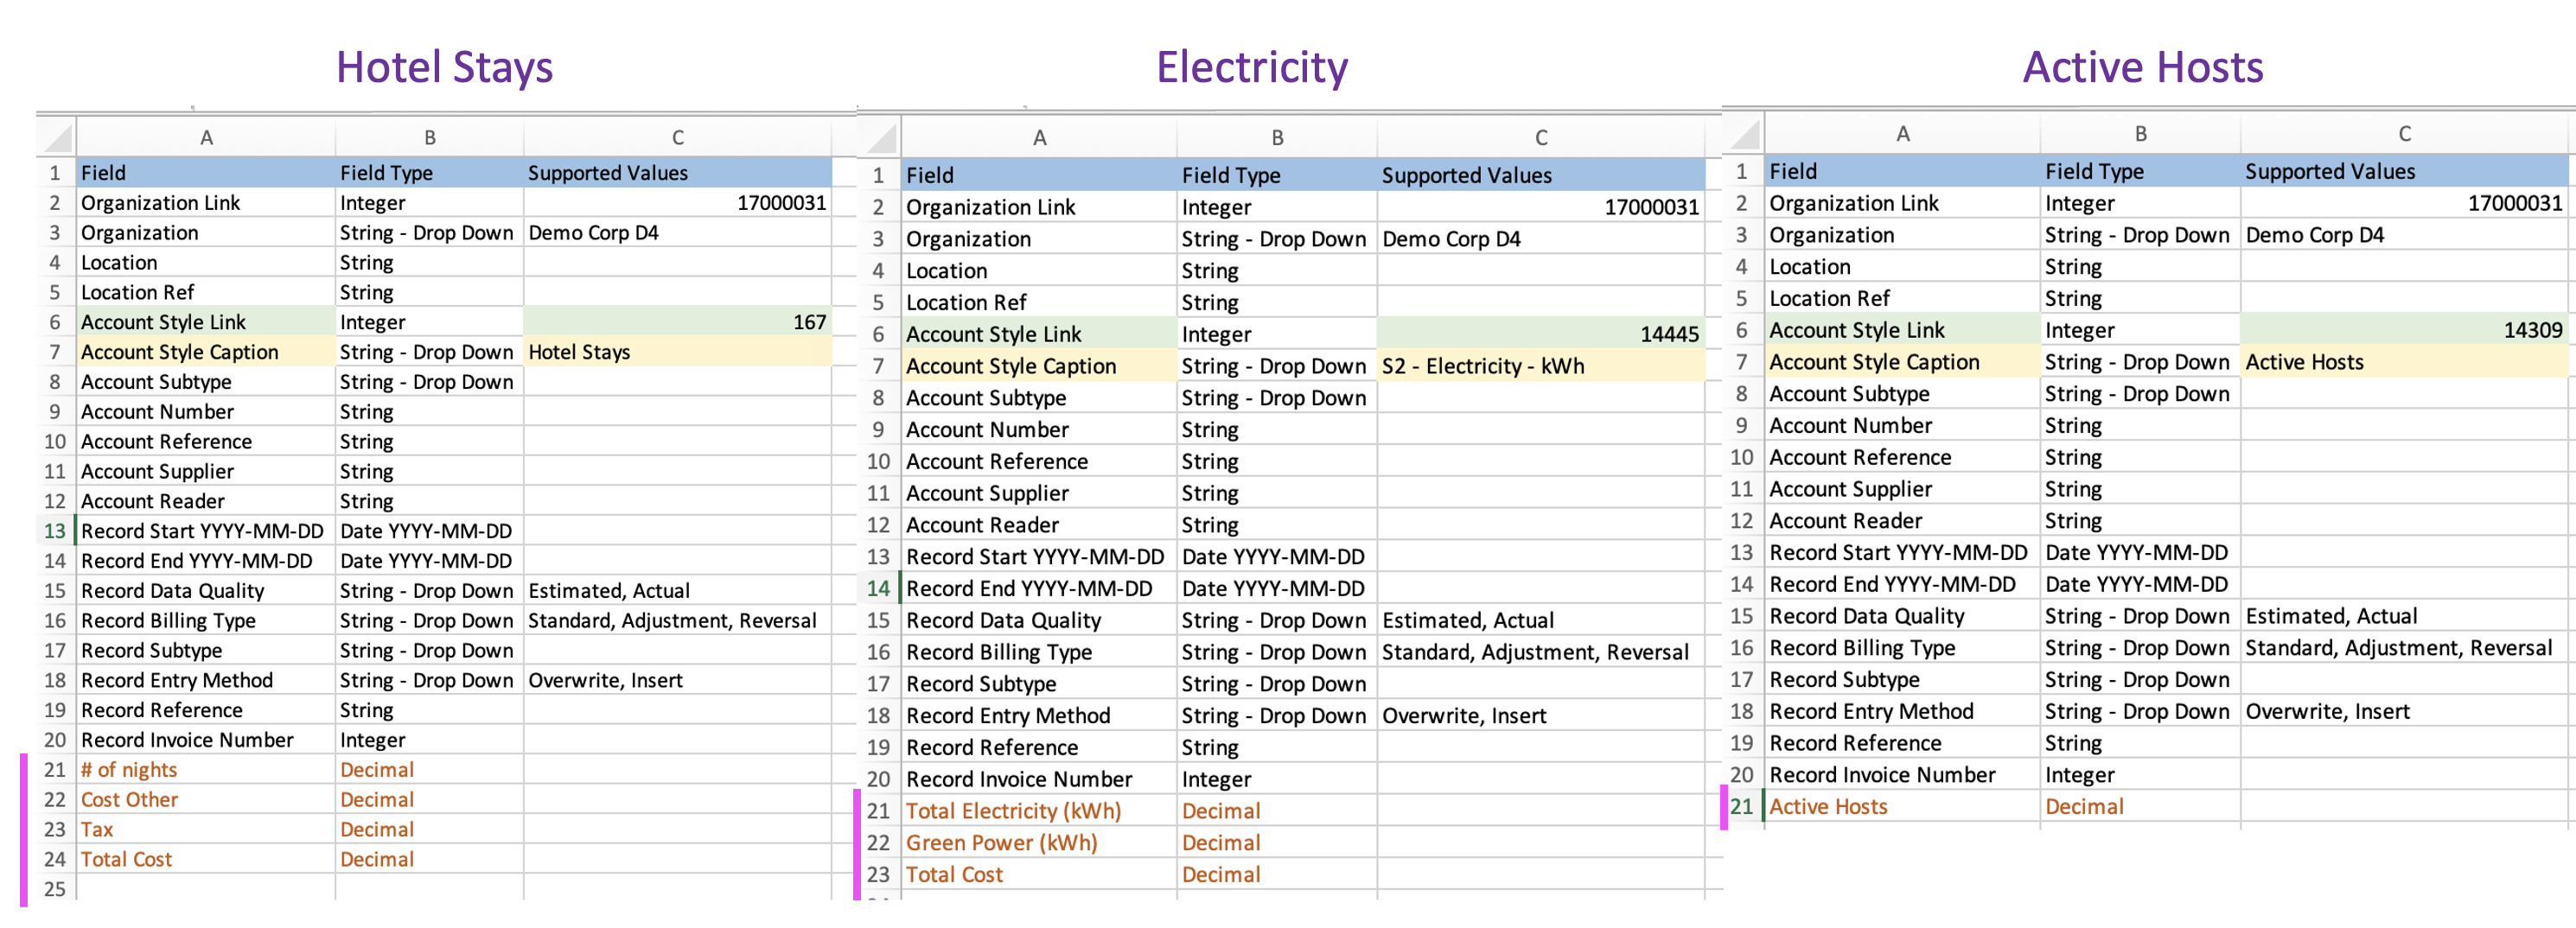 Hotel Stays
A B C
1 Field Field Type Supported Values
2 Organization Link Integer 17000031
3 Organization String - Drop Down Demo Corp D4
4 Location String
5 Location Ref String
6 Account Style Link Integer 167
7 Account Style Caption String - Drop Down Hotel Stays
8 Account Subtype String - Drop Down
9 Account Number String
10 Account Reference String
11 Account Supplier String
12 Account Reader String
13 Record Start YYYY-MM-DD Date YYYY-MM-DD
14 Record End YYYY-MM-DD Date YYYY-MM-DD
15 Record Data Quality String - Drop Down Estimated, Actual
16 Record Billing Type String - Drop Down Standard, Adjustment, Reversal
17 Record Subtype String - Drop Down
18 Record Entry Method String - Drop Down Overwrite, Insert
19 Record Reference String
20 Record Invoice Number Integer
21 # of nights Decimal
22 Cost Other Decimal
23 Tax Decimal
24 Total Cost Decimal
25
Electricity
A B C
1 Field Field Type Supported Values
2 Organization Link Integer 17000031
3 Organization String - Drop Down Demo Corp D4
4 Location String
5 Location Ref String
6 Account Style Link Integer 14445
7 Account Style Caption String - Drop Down S2 - Electricity - kWh
8 Account Subtype String - Drop Down
9 Account Number String
10 Account Reference String
11 Account Supplier String
12 Account Reader String
13 Record Start YYYY-MM-DD Date YYYY-MM-DD
14 Record End YYYY-MM-DD Date YYYY-MM-DD
15 Record Data Quality String - Drop Down Estimated, Actual
16 Record Billing Type String - Drop Down Standard, Adjustment, Reversal
17 Record Subtype String - Drop Down
18 Record Entry Method String - Drop Down Overwrite, Insert
19 Record Reference String
20 Record Invoice Number Integer
21 Total Electricity (kWh) Decimal
22 Green Power (kWh) Decimal
23 Total Cost Decimal
Active Hosts
A B C
1 Field Field Type Supported Values
2 Organization Link Integer 17000031
3 Organization String - Drop Down Demo Corp D4
4 Location String
5 Location Ref String
6 Account Style Link Integer 14309
7 Account Style Caption String - Drop Down Active Hosts
8 Account Subtype String - Drop Down
9 Account Number String
10 Account Reference String
11 Account Supplier String
12 Account Reader String
13 Record Start YYYY-MM-DD Date YYYY-MM-DD
14 Record End YYYY-MM-DD Date YYYY-MM-DD
15 Record Data Quality String - Drop Down Estimated, Actual
16 Record Billing Type String - Drop Down Standard, Adjustment, Reversal
17 Record Subtype String - Drop Down
18 Record Entry Method String - Drop Down Overwrite, Insert
19 Record Reference String
20 Record Invoice Number Integer
21 Active Hosts Decimal